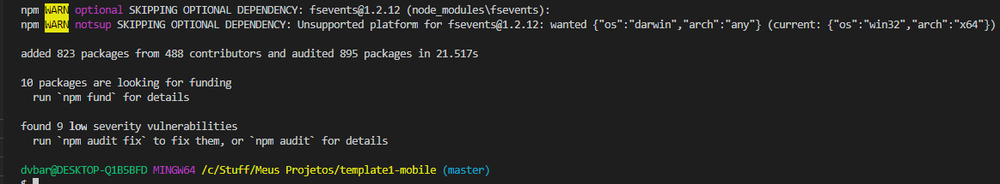 npm WARN optional SKIPPING OPTIONAL DEPENDENCY: fsevents@1.2.12 (node_modules\fsevents):
npm WARN notsup SKIPPING OPTIONAL DEPENDENCY: Unsupported platform for fsevents@1.2.12: wanted {"os":"darwin","arch":"any"} (current: {"os":"win32","arch":"x64"})
added 823 packages from 488 contributors and audited 895 packages in 21.517s
10 packages are looking for funding
run `npm fund` for details
found 9 low severity vulnerabilities
run `npm audit fix` to fix them, or `npm audit` for details
dvbar@DESKTOP-Q1B5BFD MINGW64 /c/Stuff/Meus Projetos/template1-mobile (master)
$